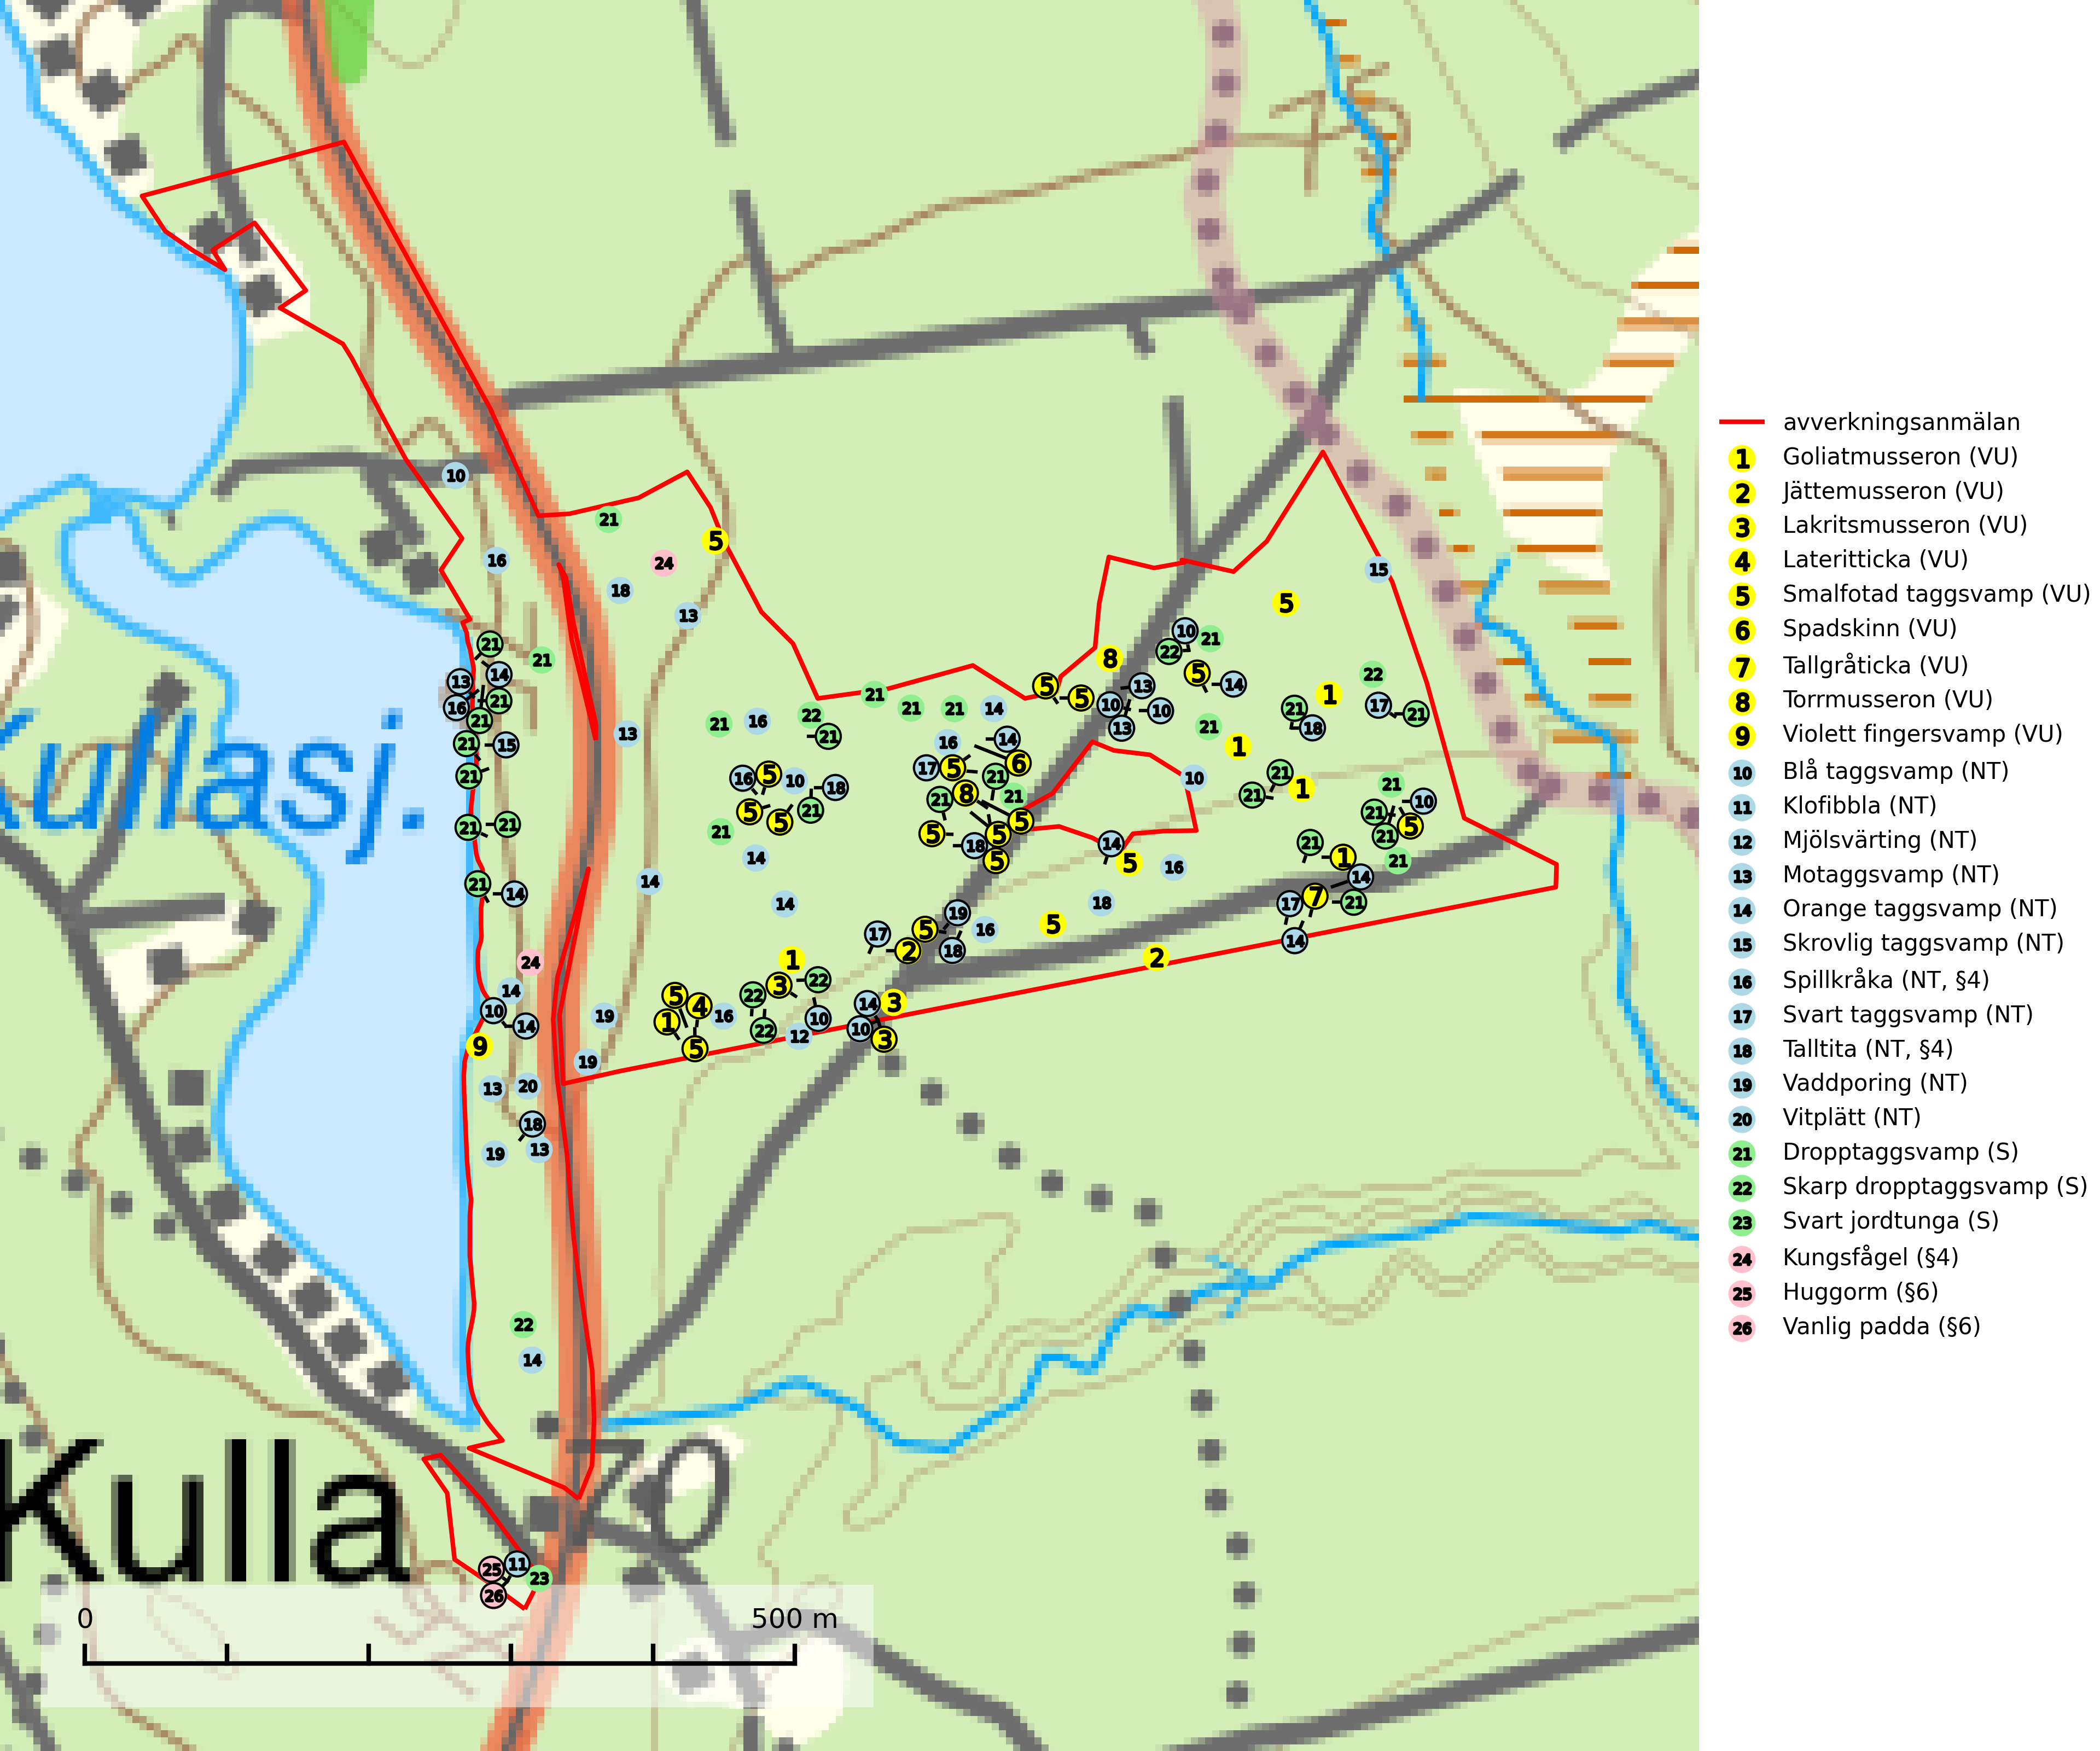 avverkningsanmälan
1 Goliatmusseron (VU)
2 Jättemusseron (VU)
3 Lakritsmusseron (VU)
4 Lateritticka (VU)
5 Smalfotad taggsvamp (VU)
6 Spadskinn (VU)
7 Tallgråticka (VU)
8 Torrmusseron (VU)
9 Violett fingersvamp (VU)
10 Blå taggsvamp (NT)
11 Klofibbla (NT)
12 Mjölsvärting (NT)
13 Motaggsvamp (NT)
14 Orange taggsvamp (NT)
15 Skrovlig taggsvamp (NT)
16 Spillkråka (NT, §4)
17 Svart taggsvamp (NT)
18 Talltita (NT, §4)
19 Vaddporing (NT)
20 Vitplätt (NT)
21 Dropptaggsvamp (S)
22 Skarp dropptaggsvamp (S)
23 Svart jordtunga (S)
24 Kungsfågel (§4)
25 Huggorm (§6)
26 Vanlig padda (§6)
Kullasj.
Kulla
70
0 500 m